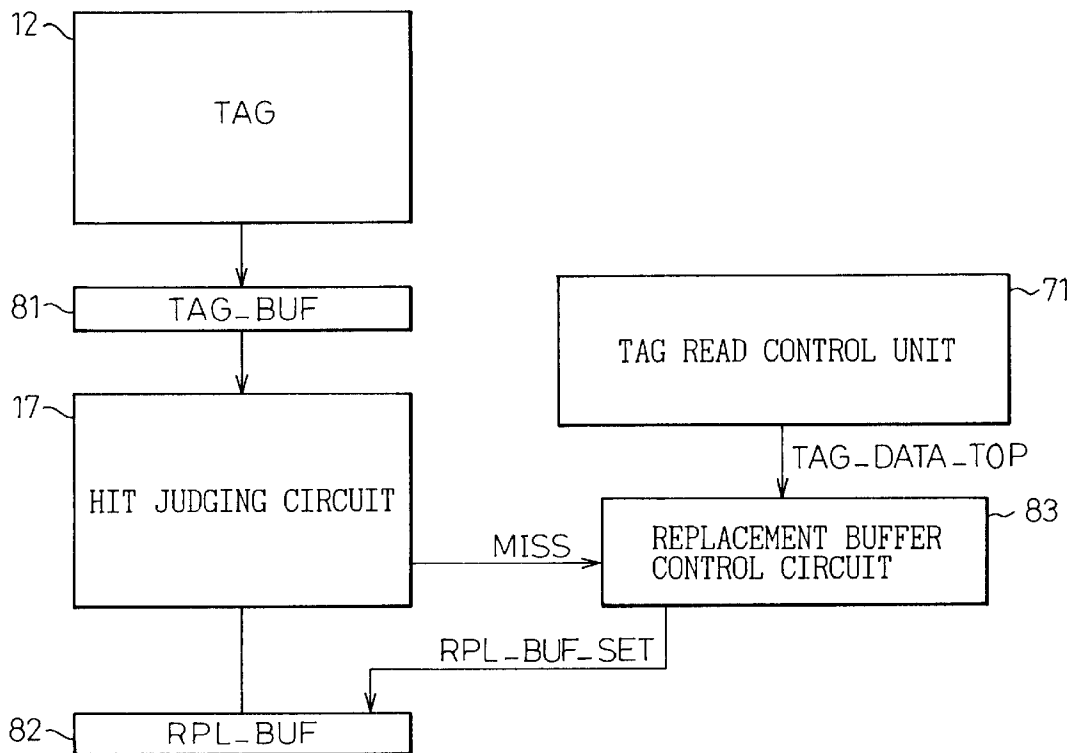 12
TAG
81
TAG_BUF
71
TAG READ CONTROL UNIT
17
HIT JUDGING CIRCUIT
TAG_DATA_TOP
83
REPLACEMENT BUFFER
CONTROL CIRCUIT
MISS
RPL_BUF_SET
82
RPL_BUF